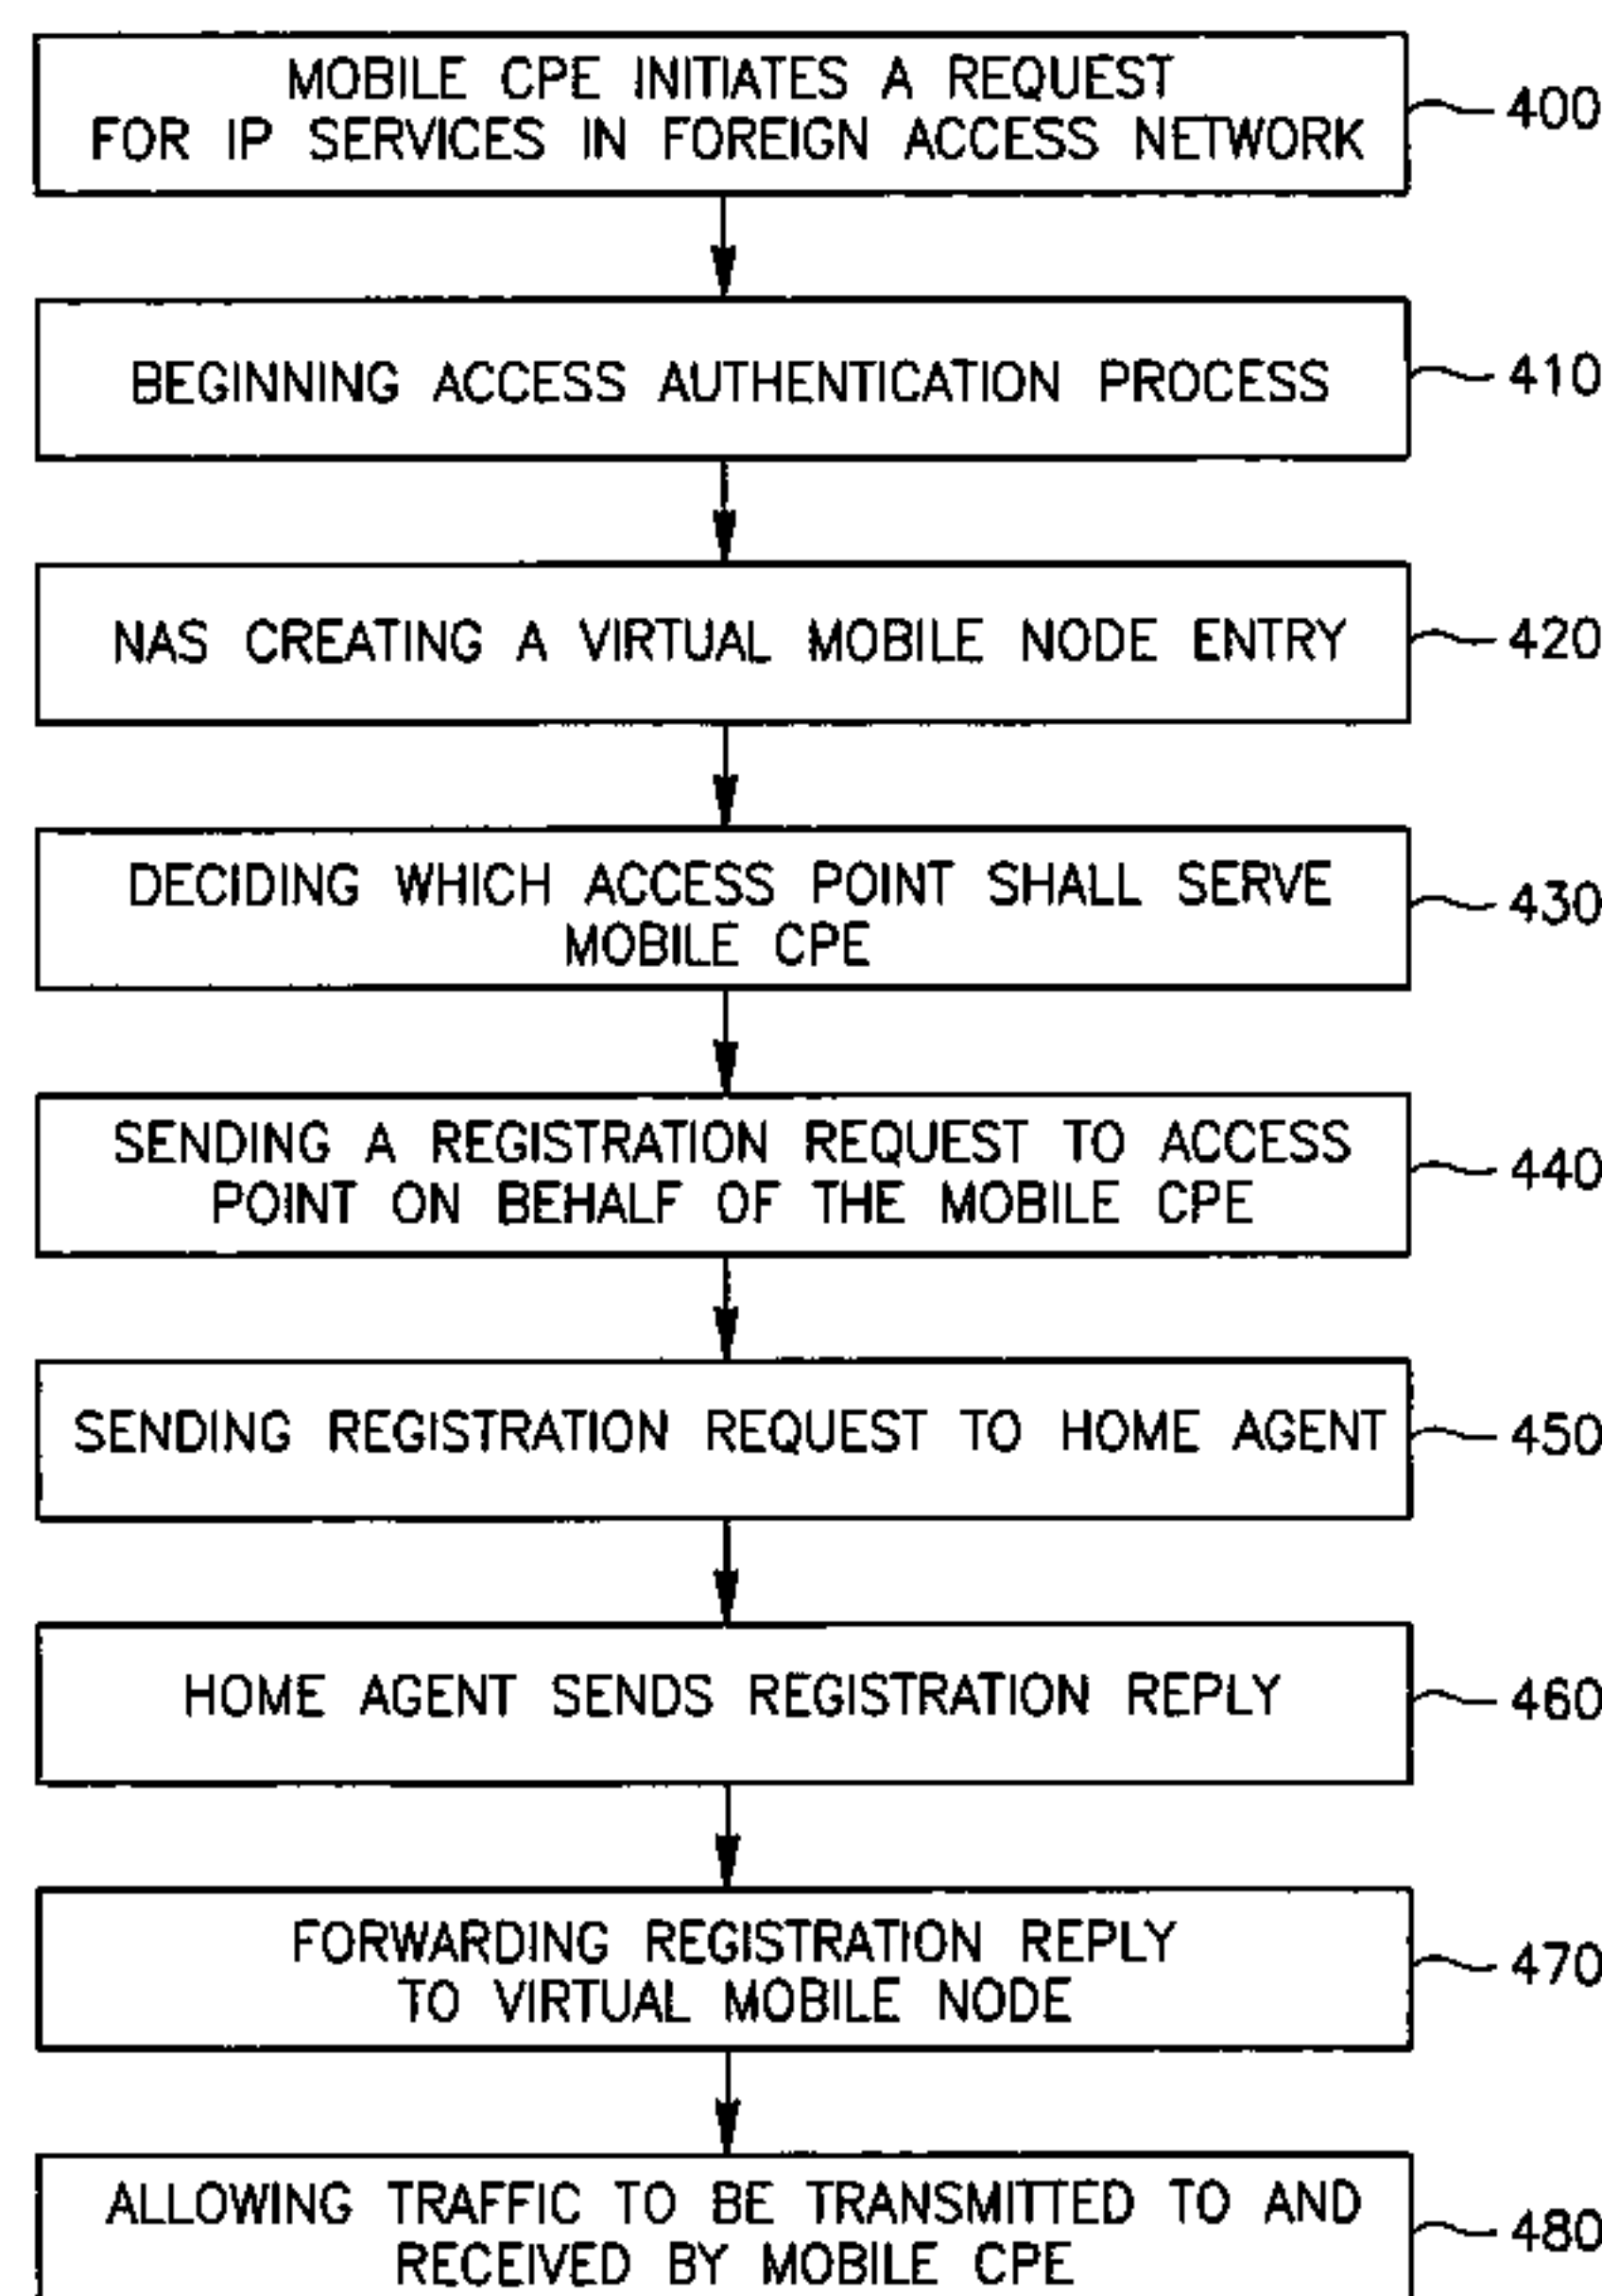 MOBILE CPE INITIATES A REQUEST
FOR IP SERVICES IN FOREIGN ACCESS NETWORK
400
BEGINNING ACCESS AUTHENTICATION PROCESS
410
NAS CREATING A VIRTUAL MOBILE NODE ENTRY
420
DECIDING WHICH ACCESS POINT SHALL SERVE
MOBILE CPE
430
SENDING A REGISTRATION REQUEST TO ACCESS
POINT ON BEHALF OF THE MOBILE CPE
440
SENDING REGISTRATION REQUEST TO HOME AGENT
450
HOME AGENT SENDS REGISTRATION REPLY
460
FORWARDING REGISTRATION REPLY
TO VIRTUAL MOBILE NODE
470
ALLOWING TRAFFIC TO BE TRANSMITTED TO AND
RECEIVED BY MOBILE CPE
480